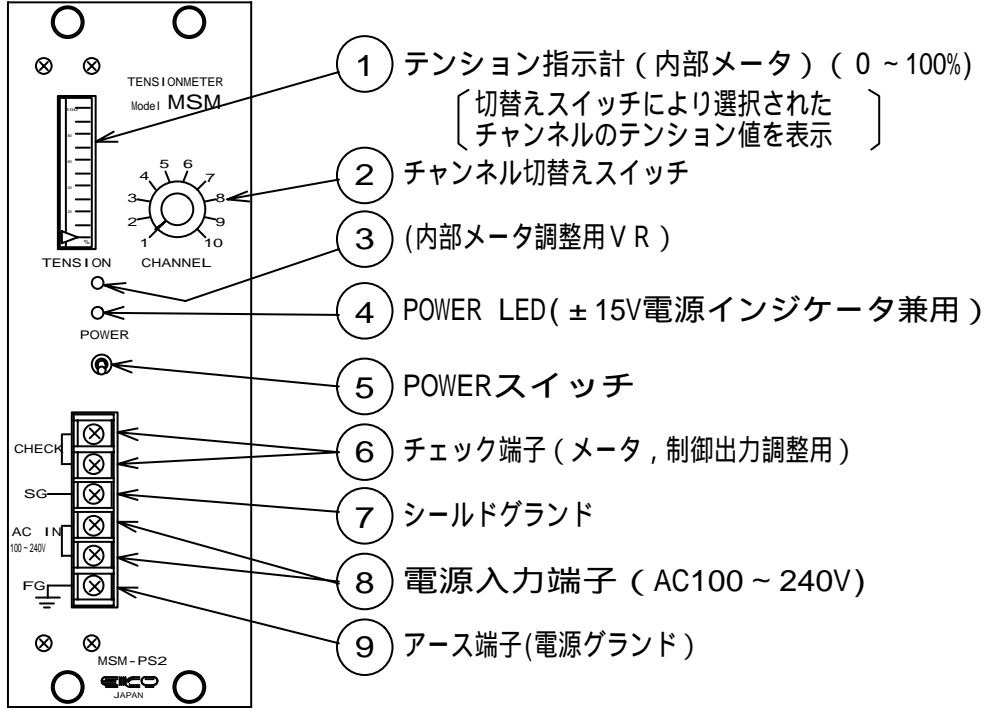 TENSIONMETER
Model MSM
100
80
60
40
20
%
TENSION
1
2
3
4
5
6
7
8
9
10
CHANNEL
POWER
CHECK
SG
AC IN
100~240V
FG
MSM-PS2
EIKO
JAPAN
1 テンション指示計(内部メータ)(0~100%)
切替えスイッチにより選択された
チャンネルのテンション値を表示
2 チャンネル切替えスイッチ
3 (内部メータ調整用VR)
4 POWER LED(±15V電源インジケータ兼用)
5 POWERスイッチ
6 チェック端子(メータ,制御出力調整用)
7 シールドグランド
8 電源入力端子(AC100~240V)
9 アース端子(電源グランド)